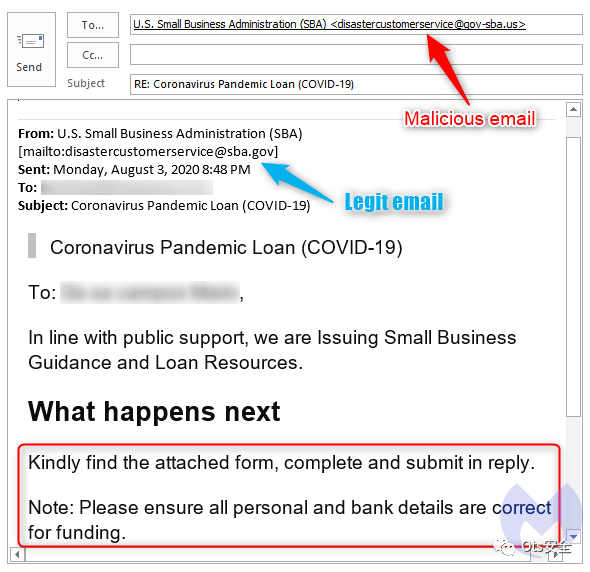 To...
U.S. Small Business Administration (SBA) <disastercustomerservice@gov-sba.us>
Cc...
Send
Subject
RE: Coronavirus Pandemic Loan (COVID-19)
Malicious email
From: U.S. Small Business Administration (SBA)
[mailto:disastercustomerservice@sba.gov]
Sent: Monday, August 3, 2020 8:48 PM
To:
Subject: Coronavirus Pandemic Loan (COVID-19)
Legit email
Coronavirus Pandemic Loan (COVID-19)
To: ,
In line with public support, we are Issuing Small Business
Guidance and Loan Resources.
What happens next
Kindly find the attached form, complete and submit in reply.
Note: Please ensure all personal and bank details are correct
for funding.
Ots安全